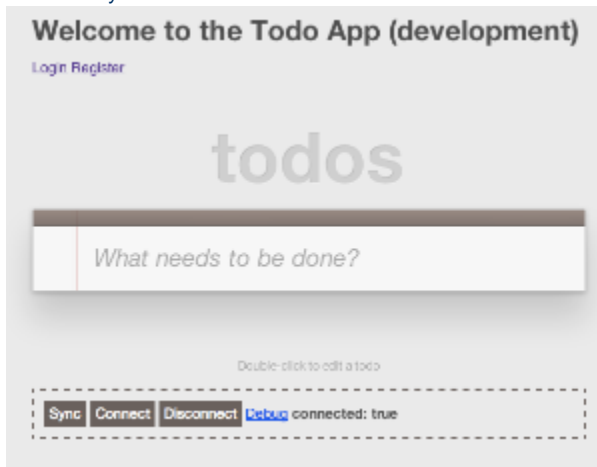 Welcome to the Todo App (development)
Login Register
todos
What needs to be done?
Double-click to edit a todo
Sync Connect Disconnect Debug connected: true